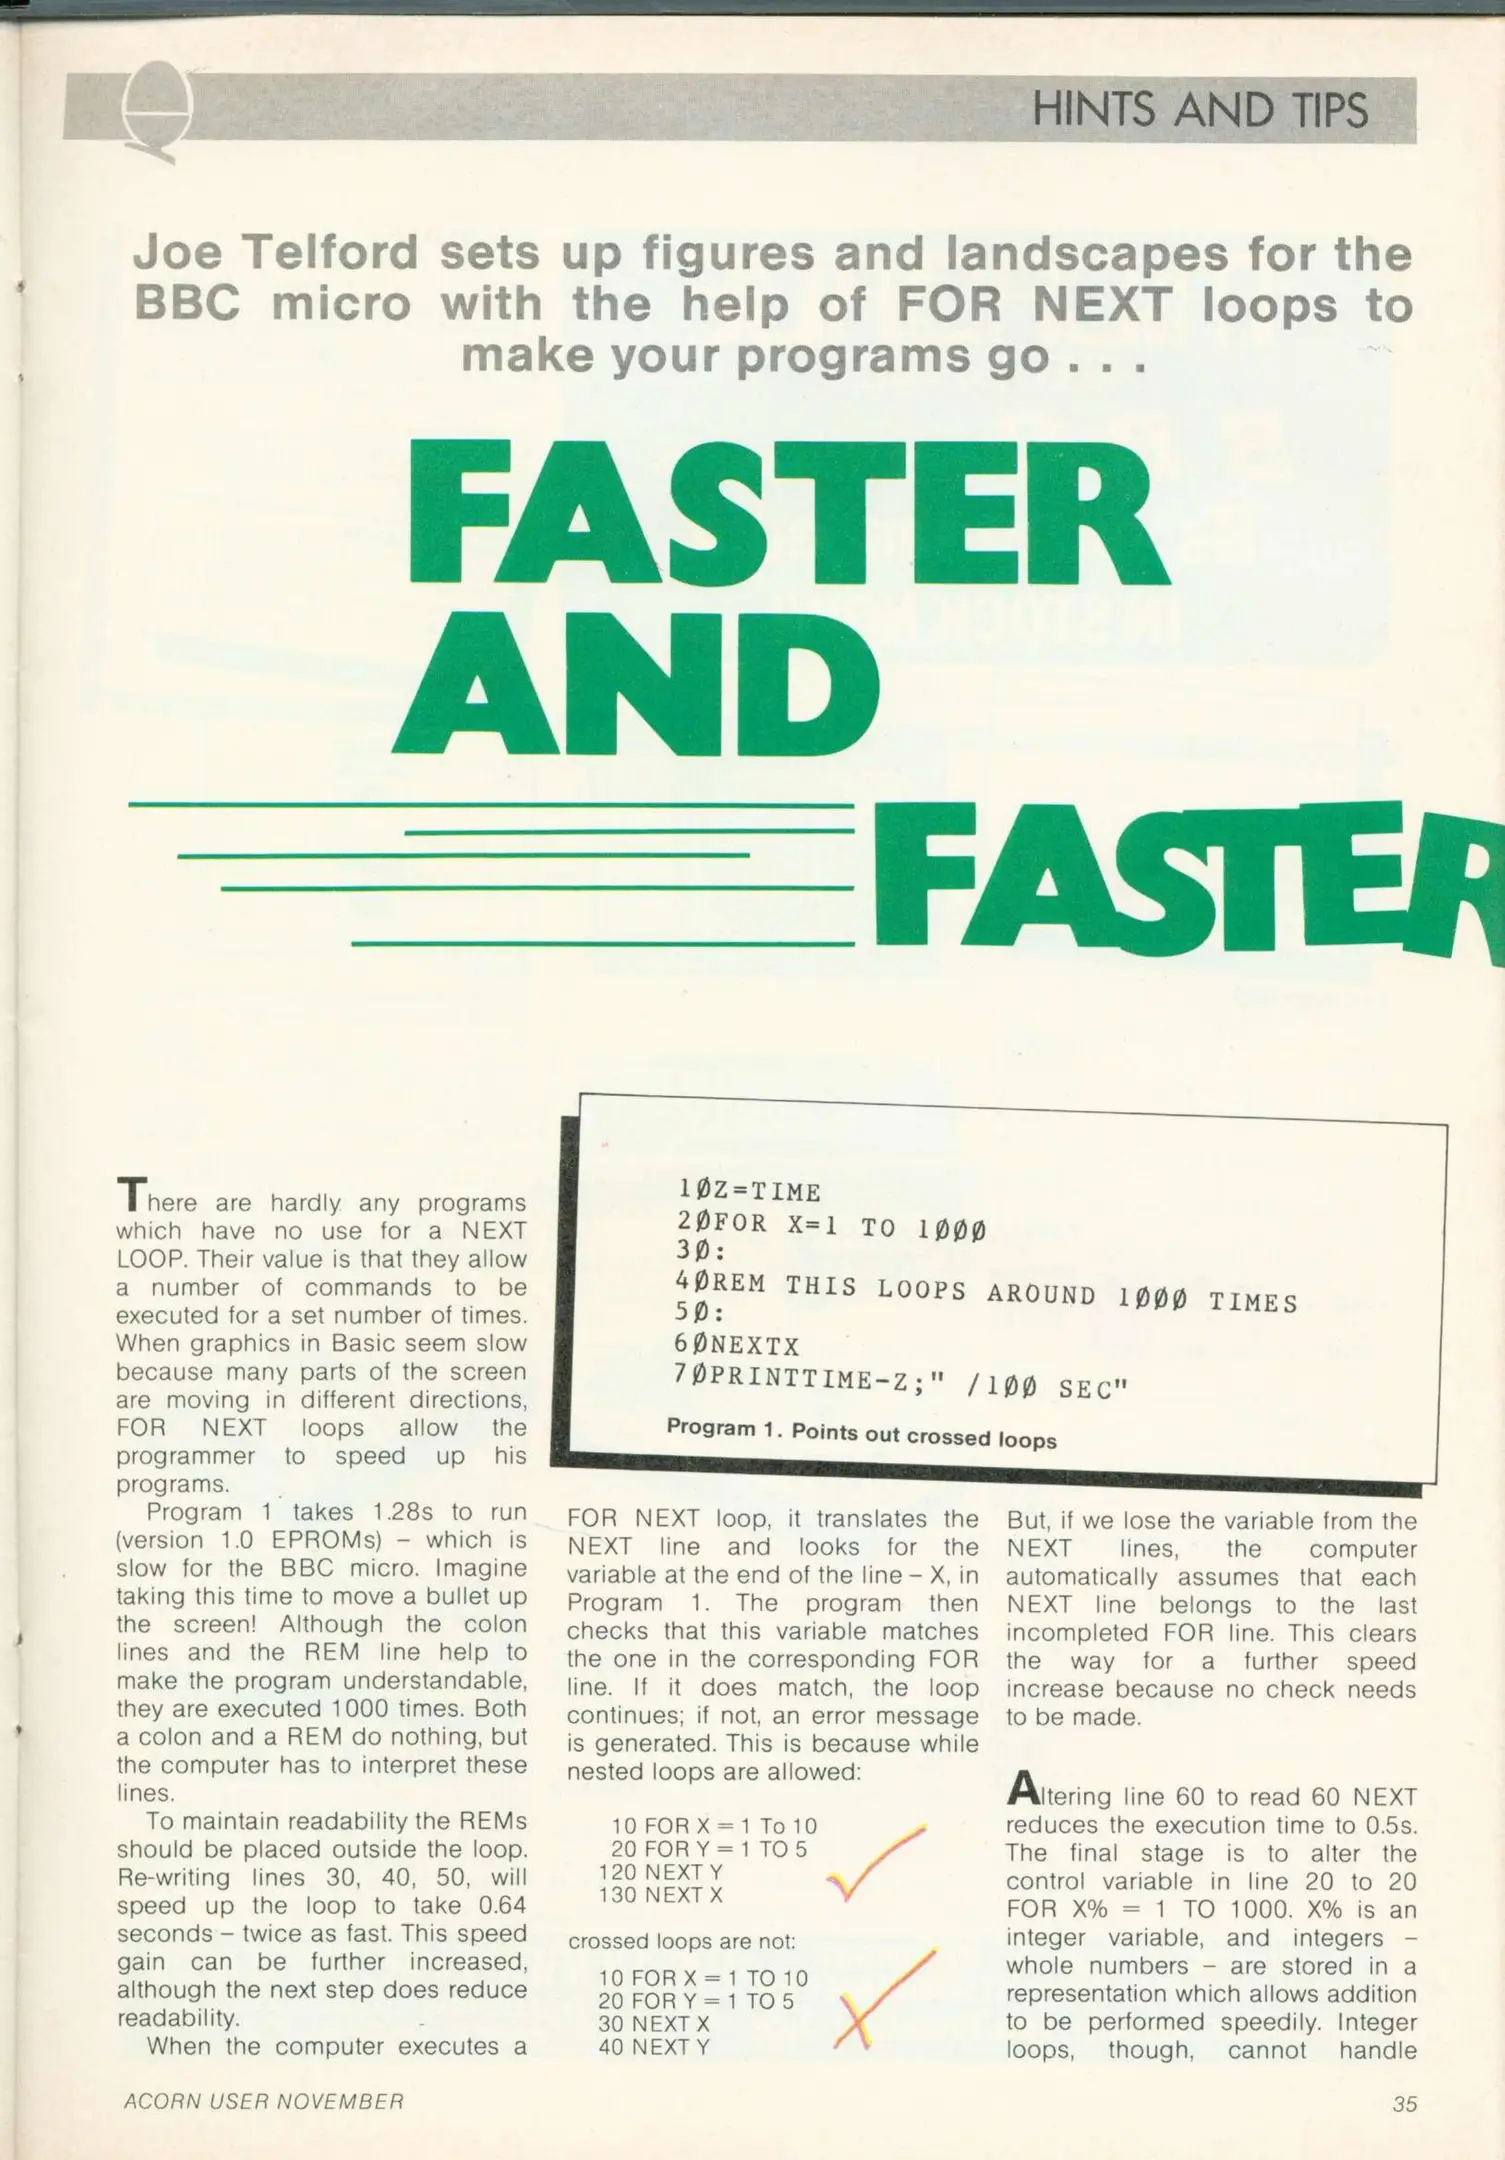 HINTS AND TIPS
Joe Telford sets up figures and landscapes for the
BBC micro with the help of FOR NEXT loops to
make your programs go . . .
FASTER
AND
FASTER
1ØZ=TIME
2ØFOR X=1 TO 1ØØØ
3Ø:
4ØREM THIS LOOPS AROUND 1ØØØ TIMES
5Ø:
6ØNEXTX
7ØPRINTTIME-Z;" /1ØØ SEC"
Program 1. Points out crossed loops
There are hardly any programs
which have no use for a NEXT
LOOP. Their value is that they allow
a number of commands to be
executed for a set number of times.
When graphics in Basic seem slow
because many parts of the screen
are moving in different directions,
FOR NEXT loops allow the
programmer to speed up his
programs.
Program 1 takes 1.28s to run
(version 1.0 EPROMs) – which is
slow for the BBC micro. Imagine
taking this time to move a bullet up
the screen! Although the colon
lines and the REM line help to
make the program understandable,
they are executed 1000 times. Both
a colon and a REM do nothing, but
the computer has to interpret these
lines.
To maintain readability the REMs
should be placed outside the loop.
Re-writing lines 30, 40, 50, will
speed up the loop to take 0.64
seconds – twice as fast. This speed
gain can be further increased,
although the next step does reduce
readability.
When the computer executes a
FOR NEXT loop, it translates the
NEXT line and looks for the
variable at the end of the line – X, in
Program 1. The program then
checks that this variable matches
the one in the corresponding FOR
line. If it does match, the loop
continues; if not, an error message
is generated. This is because while
nested loops are allowed:
10 FOR X = 1 To 10
20 FOR Y = 1 TO 5
120 NEXT Y
130 NEXT X
crossed loops are not:
10 FOR X = 1 TO 10
20 FOR Y = 1 TO 5
30 NEXT X
40 NEXT Y
But, if we lose the variable from the
NEXT lines, the computer
automatically assumes that each
NEXT line belongs to the last
incompleted FOR line. This clears
the way for a further speed
increase because no check needs
to be made.
Altering line 60 to read 60 NEXT
reduces the execution time to 0.5s.
The final stage is to alter the
control variable in line 20 to 20
FOR X% = 1 TO 1000. X% is an
integer variable, and integers –
whole numbers – are stored in a
representation which allows addition
to be performed speedily. Integer
loops, though, cannot handle
ACORN USER NOVEMBER
35